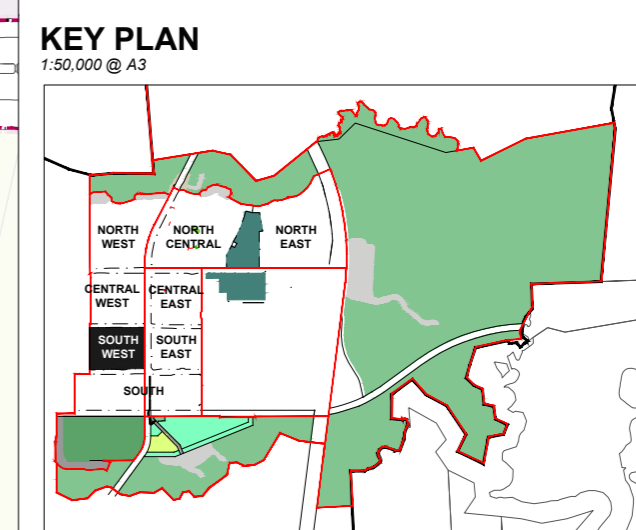 KEY PLAN
1:50,000 @ A3
NORTH
WEST
NORTH
CENTRAL
NORTH
EAST
CENTRAL
WEST
CENTRAL
EAST
SOUTH
WEST
SOUTH
EAST
SOUTH